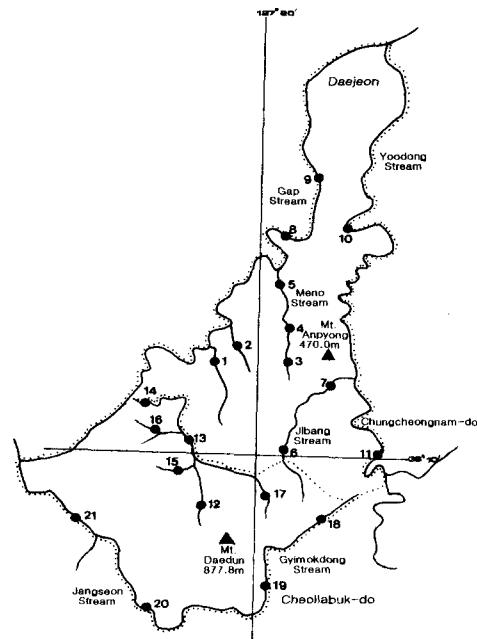 127° 20′
Daejeon
Yoodong
Stream
9
Gap
Stream
8
10
5
Meno
Stream
4
Mt.
Anpyong
470.0m
2
1
3
7
14
Chungcheongnam-do
16
13
Jibang
Stream
6
11
36° 10′
15
17
12
21
18
Mt.
Daedun
877.8m
Gyimokdong
Stream
19
Jangseon
Stream
20
Cheollabuk-do